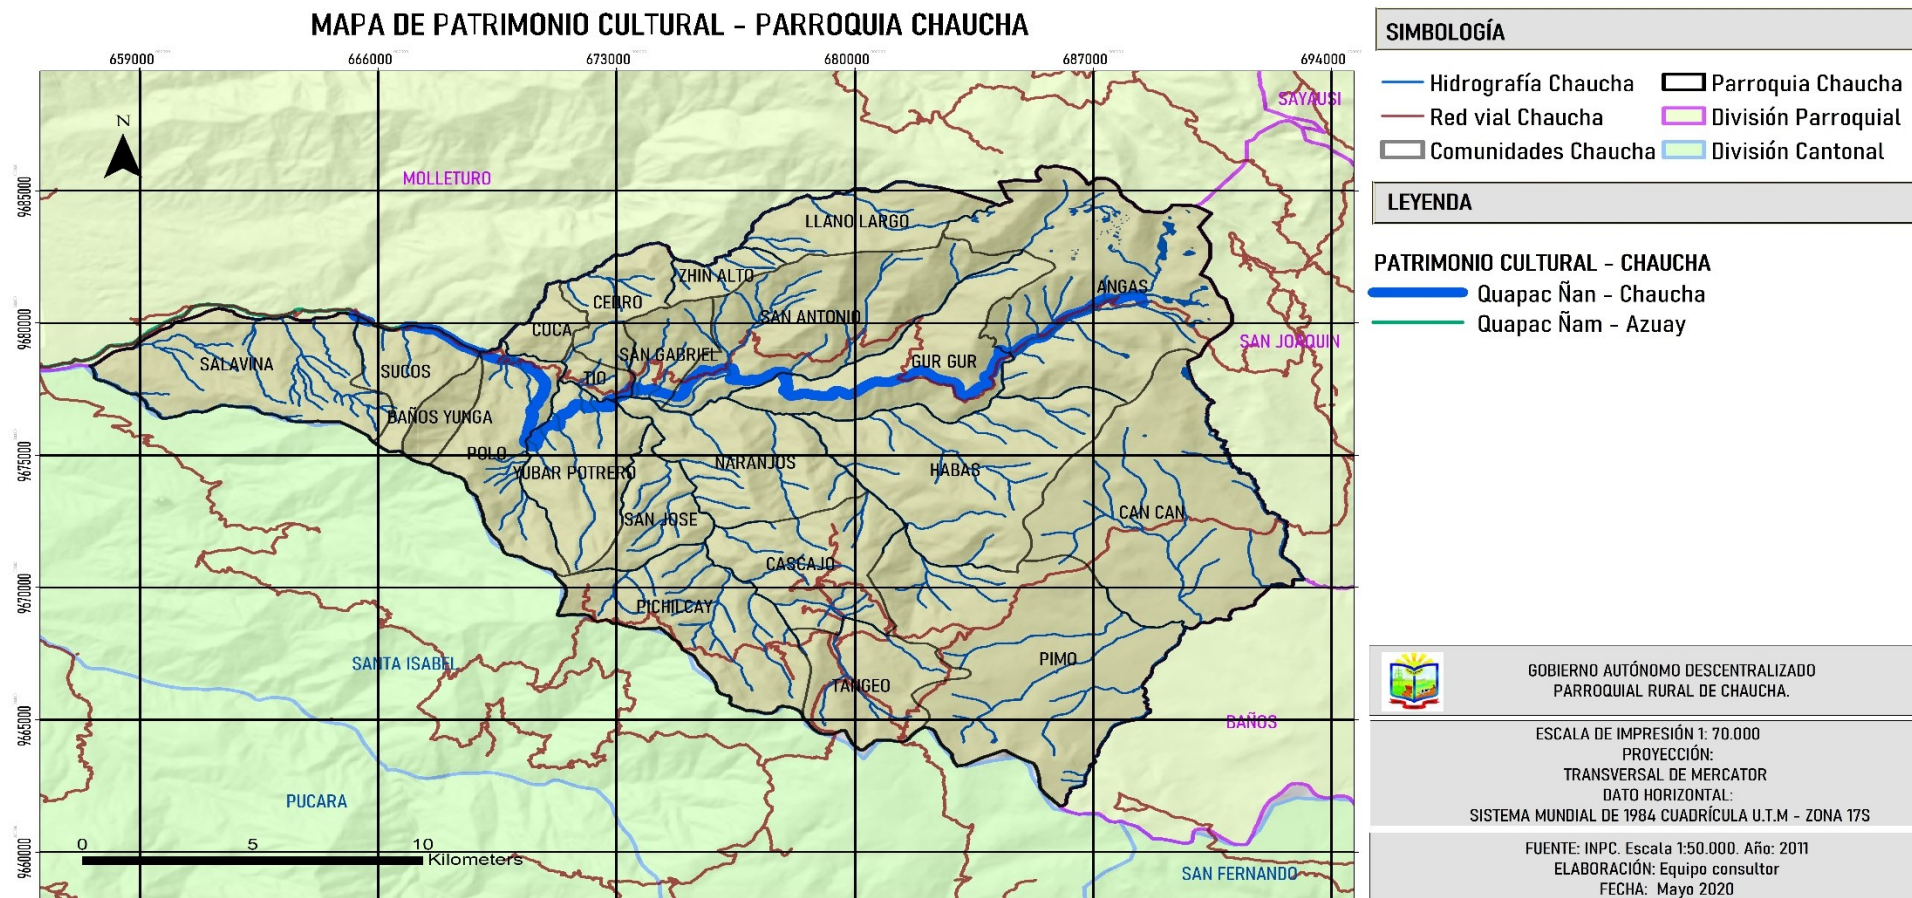 MAPA DE PATRIMONIO CULTURAL - PARROQUIA CHAUCHA
659000 666000 673000 680000 687000 694000
N
9685000
9680000
9675000
9670000
9665000
9660000
SAYAUSI
MOLLETURO
LLANO LARGO
ZHIN ALTO
ANGAS
CEDRO
SAN ANTONIO
COCA
SAN JOAQUIN
SAN GABRIEL
GUR GUR
SALAVINA
SUCOS
TIO
BAÑOS YUNGA
POLO
YUBAR POTRERO
NARANJOS
HABAS
SAN JOSE
CAN CAN
CASCAJO
PICHILCAY
SANTA ISABEL
PIMO
TANGEO
BAÑOS
PUCARA
SAN FERNANDO
0 5 10
Kilometers
SIMBOLOGÍA
Hidrografía Chaucha
Parroquia Chaucha
Red vial Chaucha
División Parroquial
Comunidades Chaucha
División Cantonal
LEYENDA
PATRIMONIO CULTURAL - CHAUCHA
Quapac Ñan - Chaucha
Quapac Ñam - Azuay
GOBIERNO AUTÓNOMO DESCENTRALIZADO
PARROQUIAL RURAL DE CHAUCHA.
ESCALA DE IMPRESIÓN 1: 70.000
PROYECCIÓN:
TRANSVERSAL DE MERCATOR
DATO HORIZONTAL:
SISTEMA MUNDIAL DE 1984 CUADRÍCULA U.T.M - ZONA 17S
FUENTE: INPC. Escala 1:50.000. Año: 2011
ELABORACIÓN: Equipo consultor
FECHA: Mayo 2020